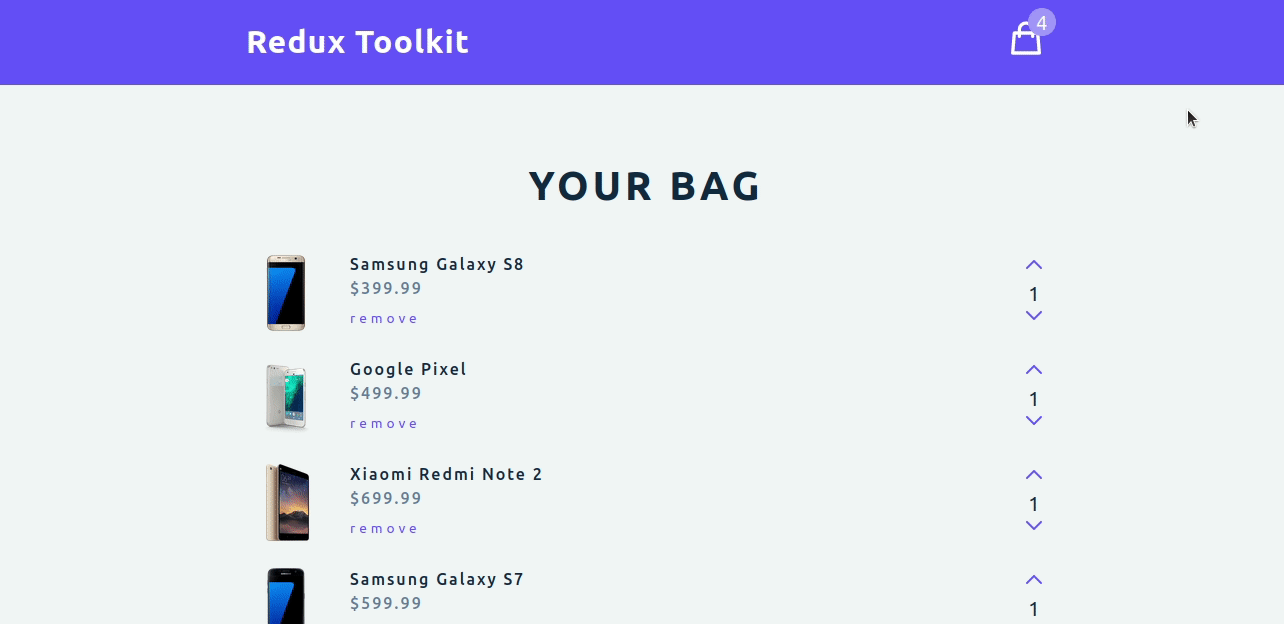 Redux Toolkit
4
YOUR BAG
Samsung Galaxy S8
$399.99
remove
1
Google Pixel
$499.99
remove
1
Xiaomi Redmi Note 2
$699.99
remove
1
Samsung Galaxy S7
$599.99
1